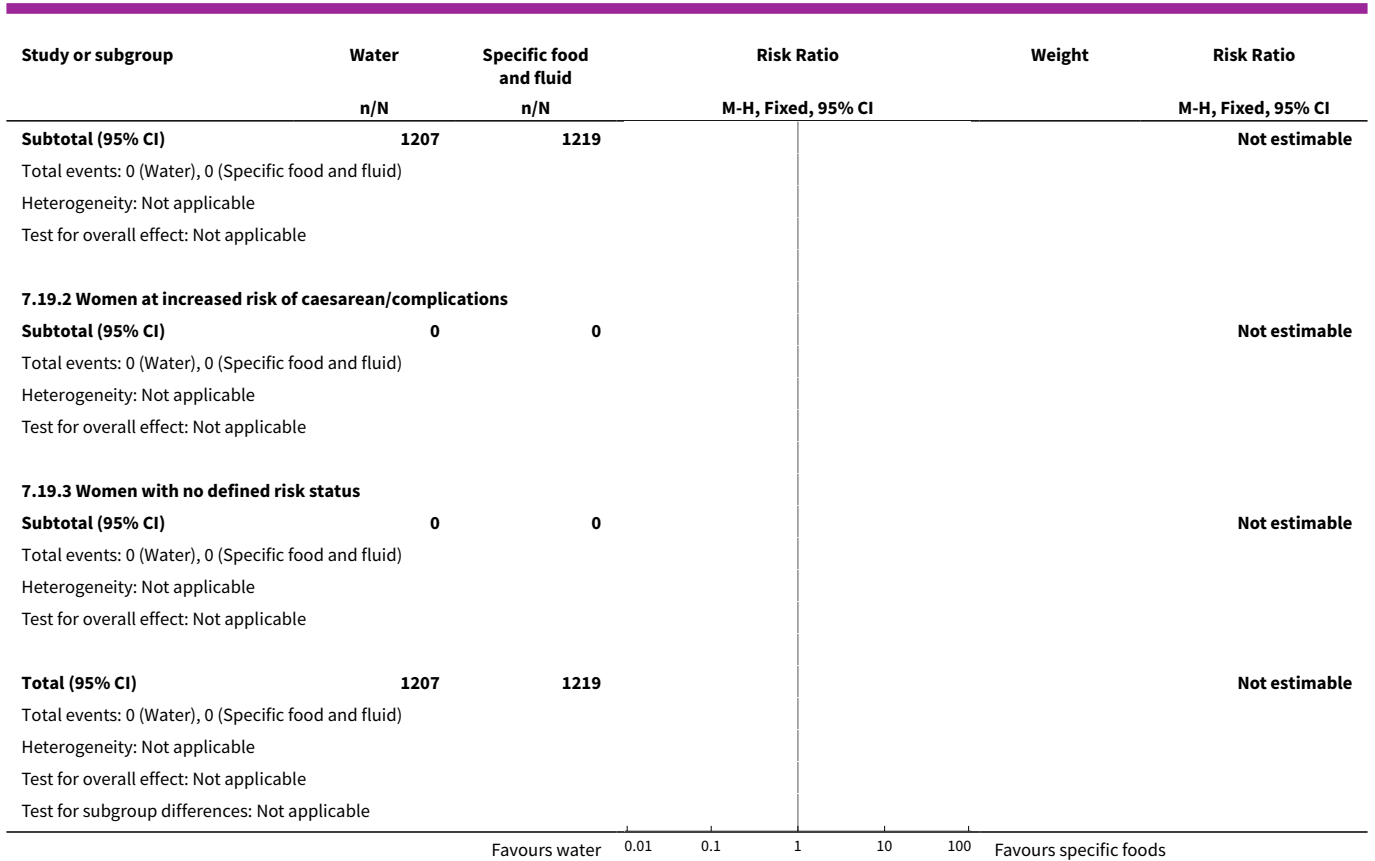 Study or subgroup Water Specific food and fluid Risk Ratio Weight Risk Ratio
n/N n/N M-H, Fixed, 95% CI M-H, Fixed, 95% CI
Subtotal (95% CI) 1207 1219 Not estimable
Total events: 0 (Water), 0 (Specific food and fluid)
Heterogeneity: Not applicable
Test for overall effect: Not applicable
7.19.2 Women at increased risk of caesarean/complications
Subtotal (95% CI) 0 0 Not estimable
Total events: 0 (Water), 0 (Specific food and fluid)
Heterogeneity: Not applicable
Test for overall effect: Not applicable
7.19.3 Women with no defined risk status
Subtotal (95% CI) 0 0 Not estimable
Total events: 0 (Water), 0 (Specific food and fluid)
Heterogeneity: Not applicable
Test for overall effect: Not applicable
Total (95% CI) 1207 1219 Not estimable
Total events: 0 (Water), 0 (Specific food and fluid)
Heterogeneity: Not applicable
Test for overall effect: Not applicable
Test for subgroup differences: Not applicable
Favours water 0.01 0.1 1 10 100 Favours specific foods